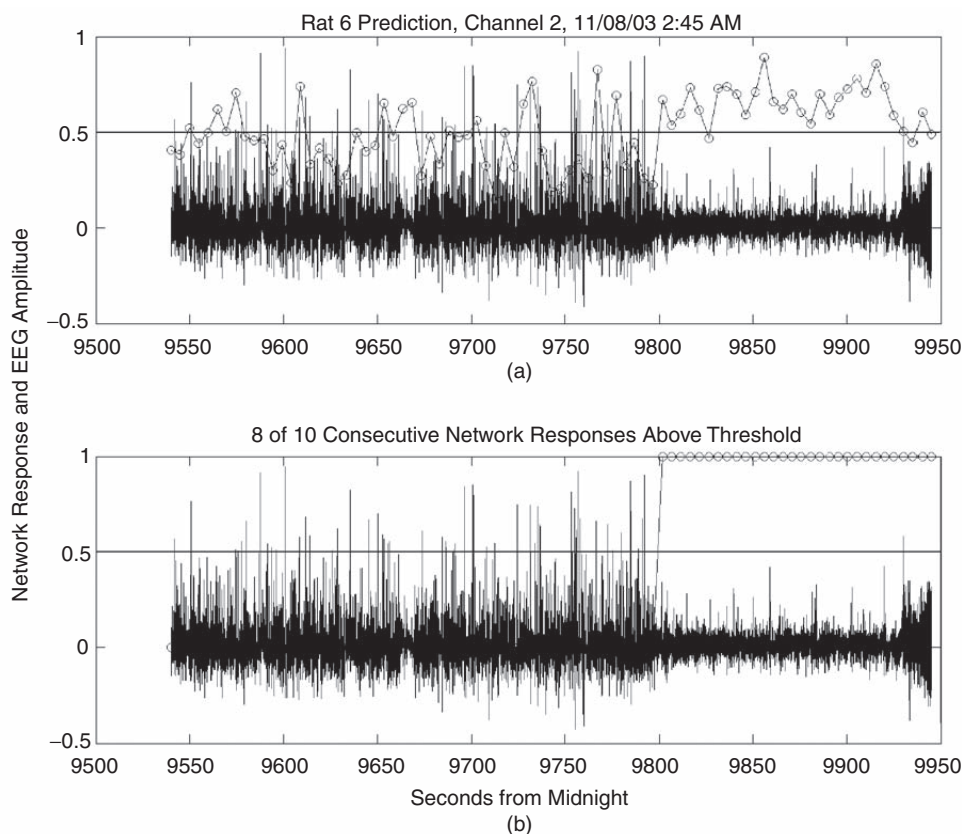 Rat 6 Prediction, Channel 2, 11/08/03 2:45 AM
1
0.5
0
−0.5
9500 9550 9600 9650 9700 9750 9800 9850 9900 9950
(a)
Network Response and EEG Amplitude
8 of 10 Consecutive Network Responses Above Threshold
1
0.5
0
−0.5
9500 9550 9600 9650 9700 9750 9800 9850 9900 9950
Seconds from Midnight
(b)